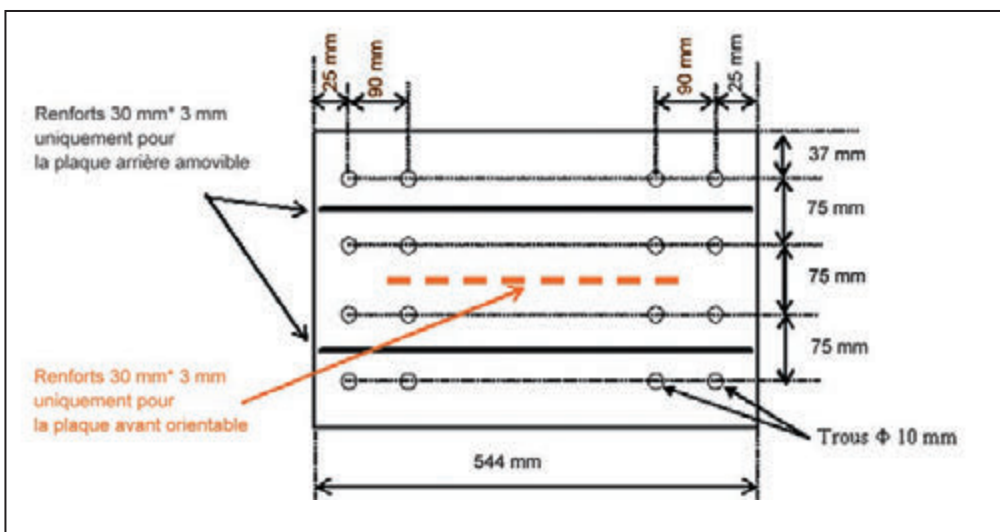 25 mm
90 mm
90 mm
25 mm
Renforts 30 mm* 3 mm
uniquement pour
la plaque arrière amovible
37 mm
75 mm
75 mm
75 mm
Renforts 30 mm* 3 mm
uniquement pour
la plaque avant orientable
Trous Φ 10 mm
544 mm